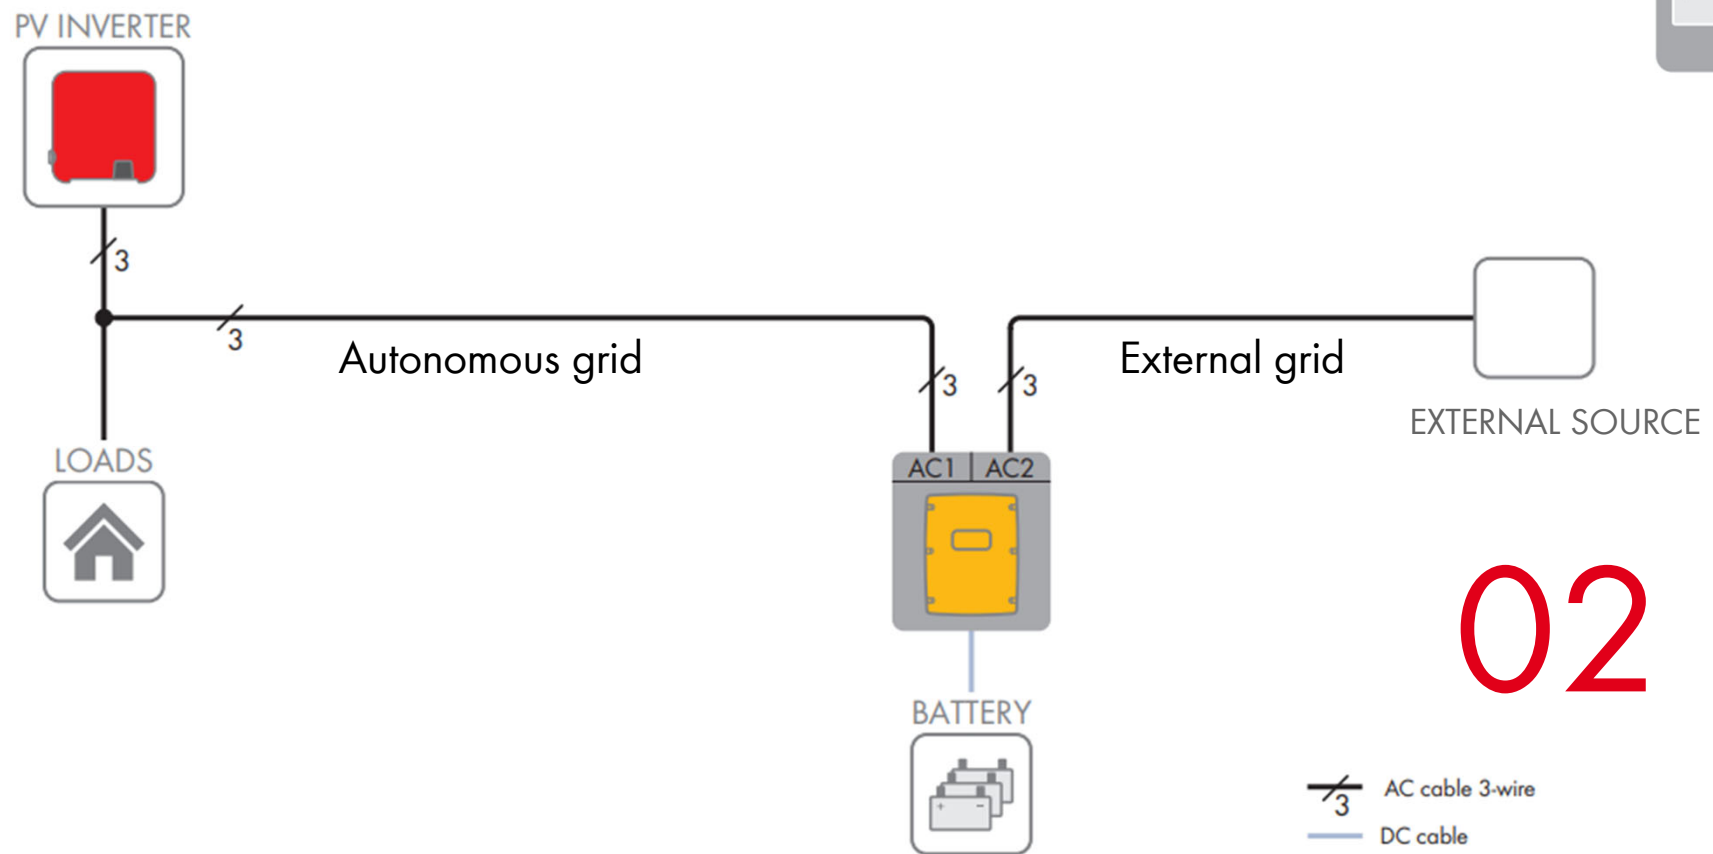 PV INVERTER
3
3
Autonomous grid
External grid
3
3
EXTERNAL SOURCE
LOADS
AC1 AC2
02
BATTERY
+ −
3 AC cable 3-wire
DC cable